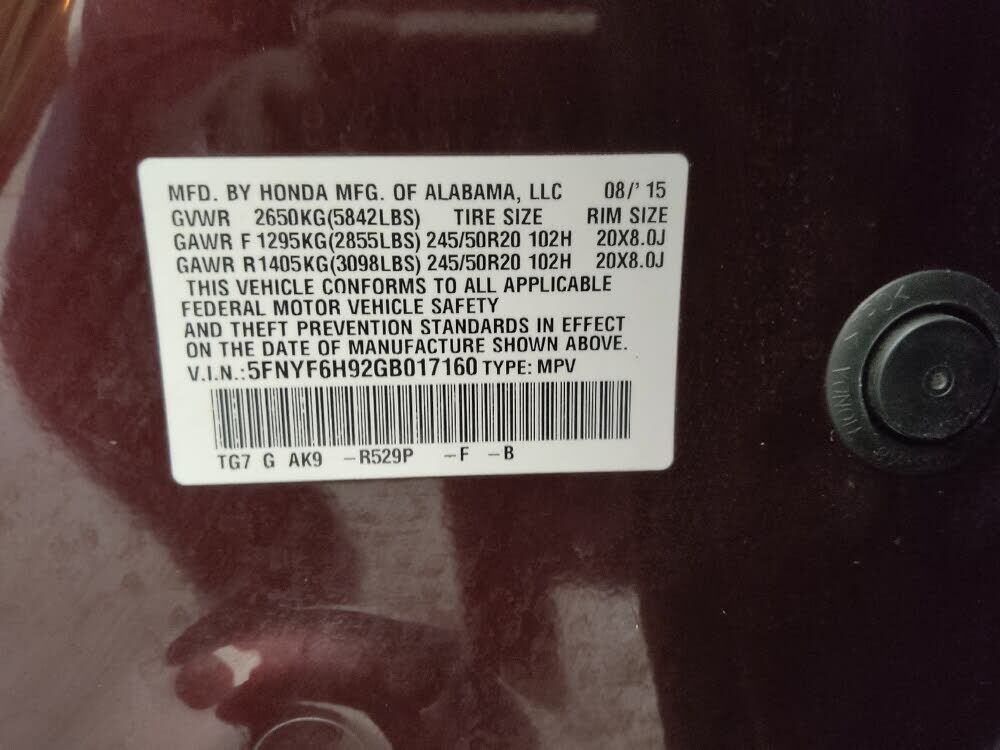 MFD. BY HONDA MFG. OF ALABAMA, LLC 08/' 15
GVWR 2650KG(5842LBS) TIRE SIZE RIM SIZE
GAWR F 1295KG(2855LBS) 245/50R20 102H 20X8.0J
GAWR R1405KG(3098LBS) 245/50R20 102H 20X8.0J
THIS VEHICLE CONFORMS TO ALL APPLICABLE
FEDERAL MOTOR VEHICLE SAFETY
AND THEFT PREVENTION STANDARDS IN EFFECT
ON THE DATE OF MANUFACTURE SHOWN ABOVE.
V.I.N.:5FNYF6H92GB017160 TYPE: MPV
TG7 G AK9 –R529P –F –B